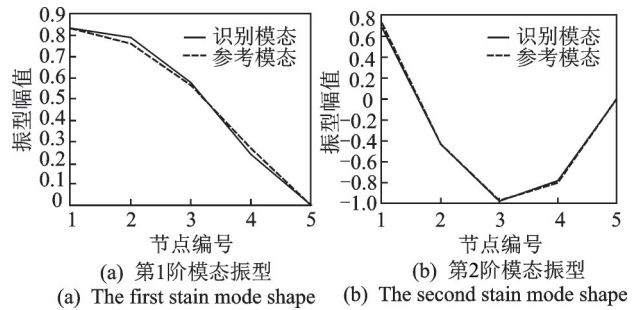 0.9
0.8
0.7
0.6
0.5
0.4
0.3
0.2
0.1
0
振型幅值
识别模态
参考模态
1 2 3 4 5
节点编号
(a) 第1阶模态振型
(a) The first stain mode shape
0.8
0.6
0.4
0.2
0
−0.4
−0.4
−0.6
−0.8
−1.0
振型幅值
识别模态
参考模态
1 2 3 4 5
节点编号
(b) 第2阶模态振型
(b) The second stain mode shape